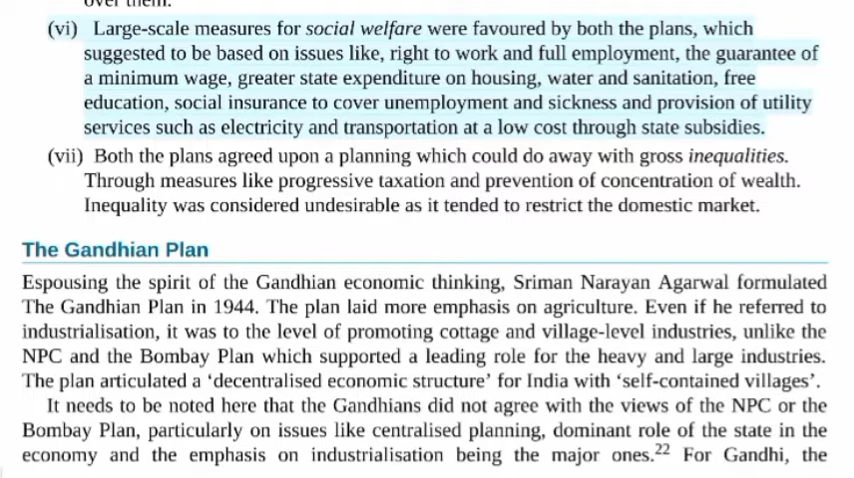 over them.
(vi) Large-scale measures for social welfare were favoured by both the plans, which
suggested to be based on issues like, right to work and full employment, the guarantee of
a minimum wage, greater state expenditure on housing, water and sanitation, free
education, social insurance to cover unemployment and sickness and provision of utility
services such as electricity and transportation at a low cost through state subsidies.
(vii) Both the plans agreed upon a planning which could do away with gross inequalities.
Through measures like progressive taxation and prevention of concentration of wealth.
Inequality was considered undesirable as it tended to restrict the domestic market.
The Gandhian Plan
Espousing the spirit of the Gandhian economic thinking, Sriman Narayan Agarwal formulated
The Gandhian Plan in 1944. The plan laid more emphasis on agriculture. Even if he referred to
industrialisation, it was to the level of promoting cottage and village-level industries, unlike the
NPC and the Bombay Plan which supported a leading role for the heavy and large industries.
The plan articulated a ‘decentralised economic structure’ for India with ‘self-contained villages’.
It needs to be noted here that the Gandhians did not agree with the views of the NPC or the
Bombay Plan, particularly on issues like centralised planning, dominant role of the state in the
economy and the emphasis on industrialisation being the major ones.22 For Gandhi, the